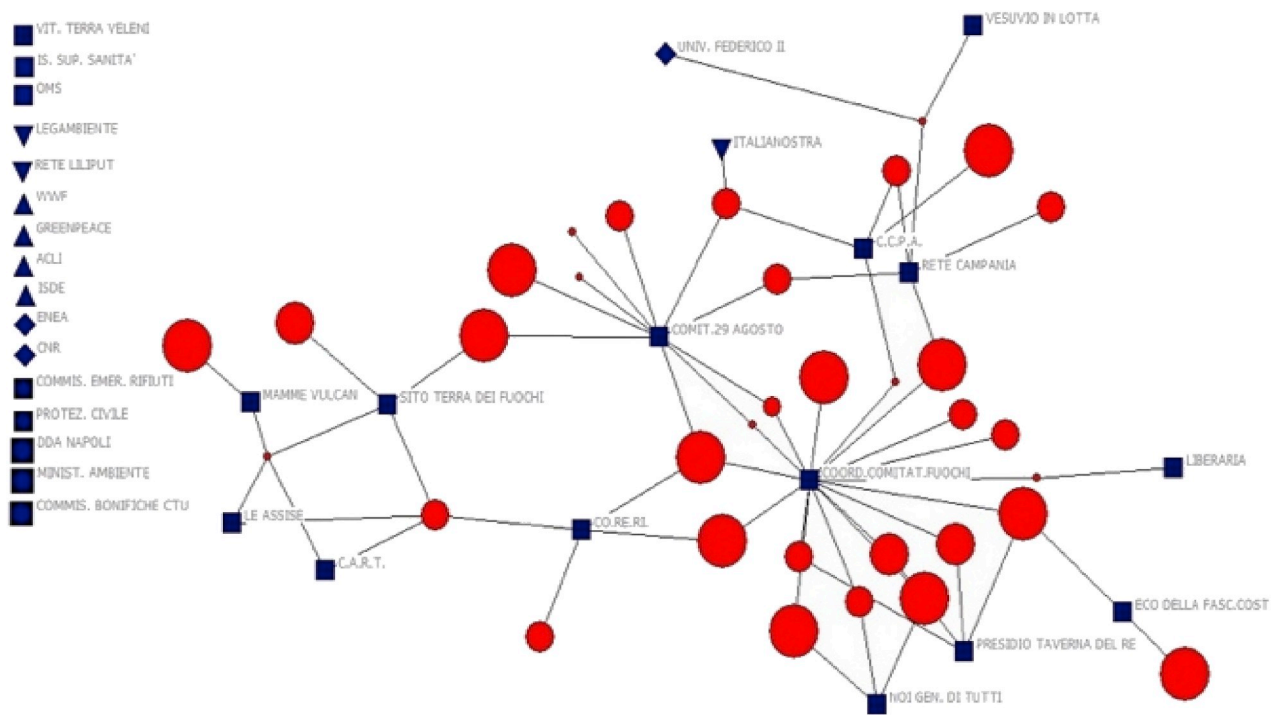 VIT. TERRA VELENI
IS. SUP. SANITA'
OMS
LEGAMBIENTE
RETE LILIPUT
WWF
GREENPEACE
ACLI
ISDE
ENEA
CNR
COMMIS. EMER. RIFIUTI
PROTEZ. CIVILE
DDA NAPOLI
MINIST. AMBIENTE
COMMIS. BONIFICHE CTU
VESUVIO IN LOTTA
UNIV. FEDERICO II
ITALIANOSTRA
C.C.P.A.
RETE CAMPANIA
COMIT.29 AGOSTO
MAMME VULCAN
SITO TERRA DEI FUOCHI
COORD.COMITAT.FUOCHI
LIBERARIA
LE ASSISE
CO.RE.RI.
C.A.R.T.
ECO DELLA FASC.COST
PRESIDIO TAVERNA DEL RE
NOI GEN. DI TUTTI